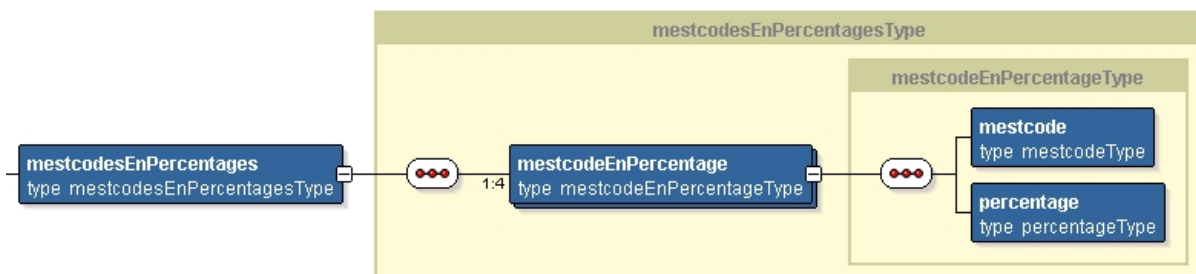 mestcodesEnPercentagesType
mestcodeEnPercentageType
mestcode
type mestcodeType
mestcodesEnPercentages
type mestcodesEnPercentagesType
1:4
mestcodeEnPercentage
type mestcodeEnPercentageType
percentage
type percentageType